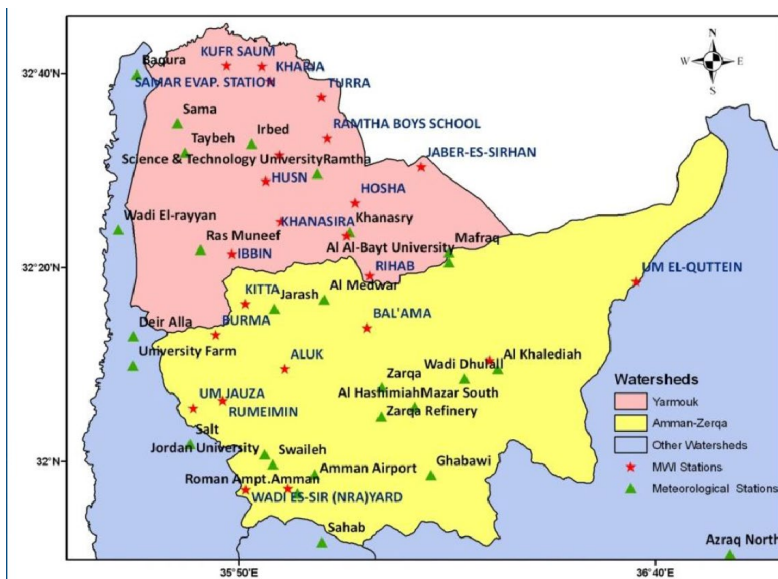 KUFR SAUM
Baqura
KHARJA
32°40'N
SAMAR EVAP. STATION
TURRA
N
W E
S
Sama
RAMTHA BOYS SCHOOL
Taybeh
Irbed
Science & Technology University
Ramtha
JABER-ES-SIRHAN
HUSN
HOSHA
Wadi El-rayyan
KHANASIRA
Khanasry
Ras Muneef
Al Al-Bayt University
Mafraq
IBBIN
32°20'N
RIHAB
UM EL-QUTTEIN
KITTA
Jarash
Al Medwar
Deir Alla
BURMA
BAL'AMA
University Farm
ALUK
Wadi Dhurall
Al Khalediah
Zarqa
UM JAUZA
Al Hashimiah
Mazar South
RUMEIMIN
Zarqa Refinery
Salt
Jordan University
Swaileh
32°N
Amman Airport
Ghabawi
Roman Ampt.
Amman
WADI ES-SIR (NRA)YARD
Sahab
Azraq North
Watersheds
Yarmouk
Amman-Zerqa
Other Watersheds
MWI Stations
Meteorological Stations
35°50'E
36°40'E